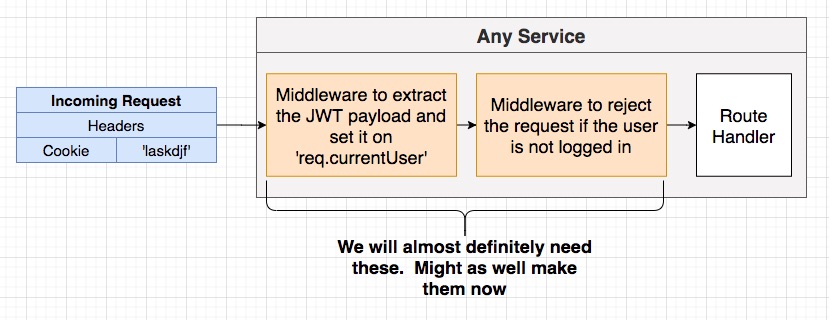 Any Service
Incoming Request
Headers
Cookie
'laskdjf'
Middleware to extract
the JWT payload and
set it on
'req.currentUser'
Middleware to reject
the request if the user
is not logged in
Route
Handler
We will almost definitely need
these.  Might as well make
them now